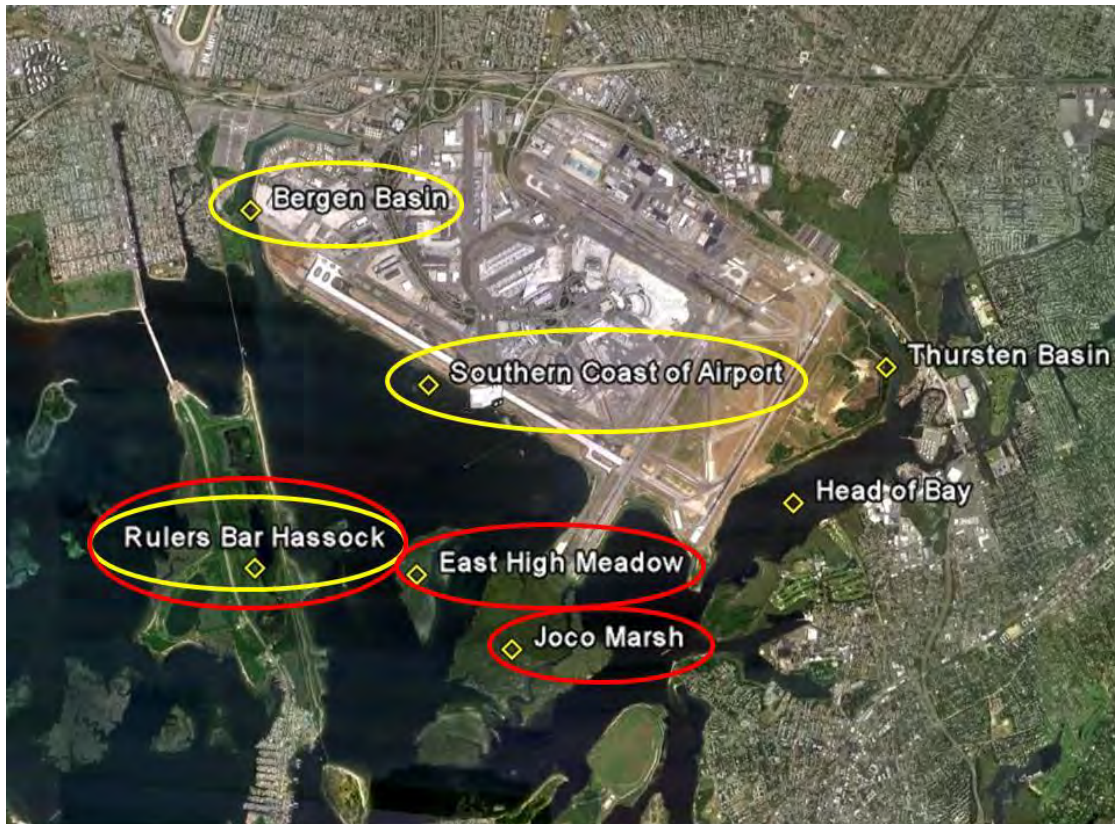 Bergen Basin
Southern Coast of Airport
Thursten Basin
Head of Bay
Rulers Bar Hassock
East High Meadow
Joco Marsh